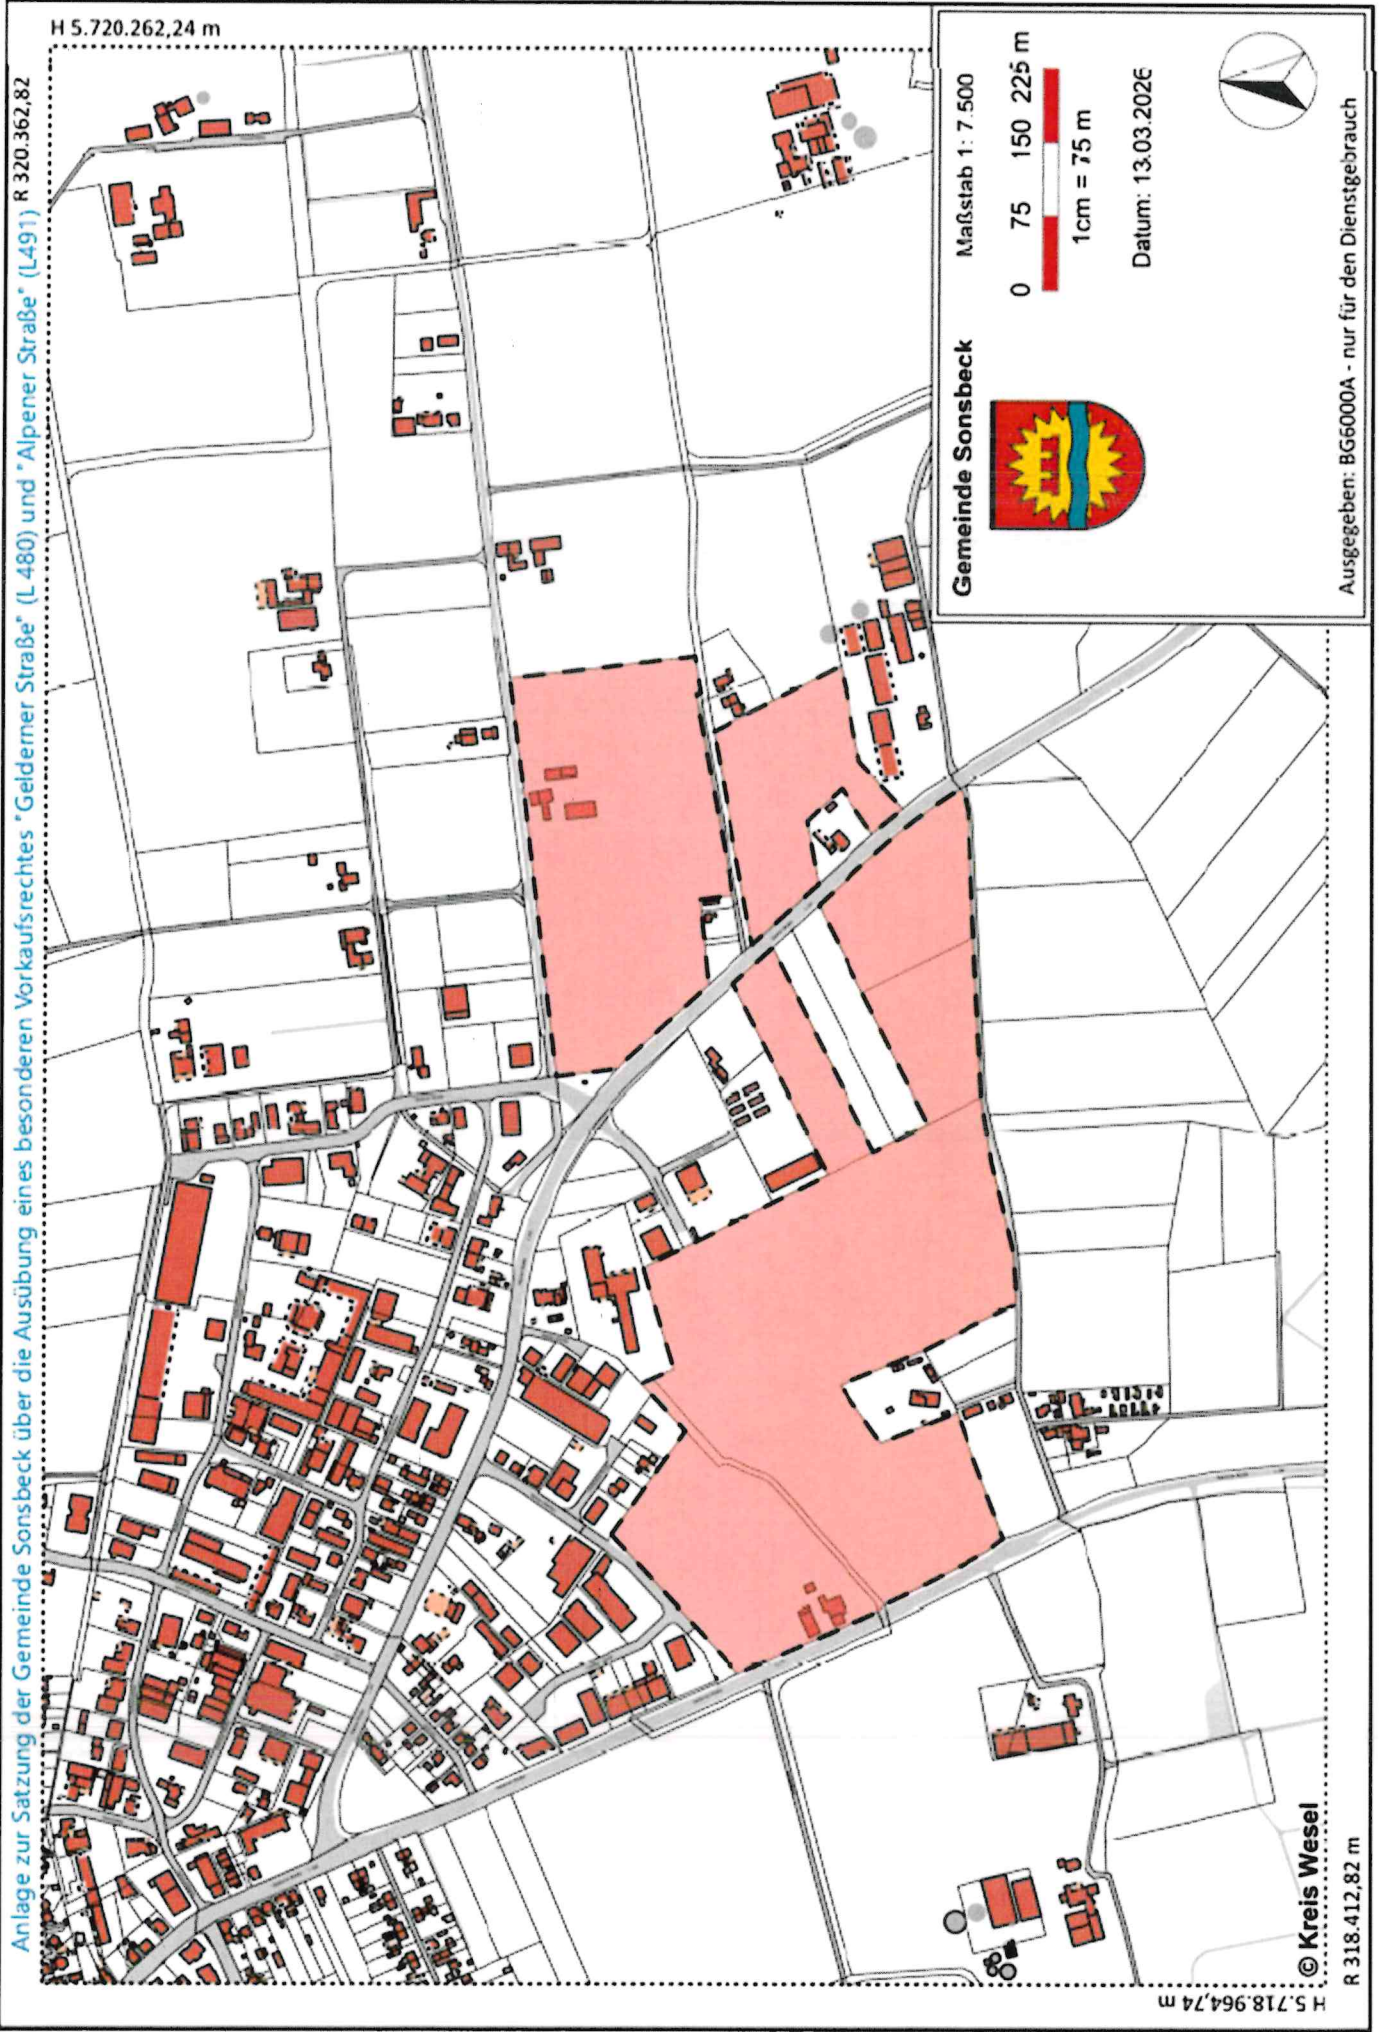 Anlage zur Satzung der Gemeinde Sonsbeck über die Ausübung eines besonderen Vorkaufsrechtes "Gelderner Straße" (L 480) und "Alpener Straße" (L491)
R 320.362,82
H 5.720.262,24 m
Gemeinde Sonsbeck
Maßstab 1: 7.500
0 75 150 225 m
1cm = 75 m
Datum: 13.03.2026
Ausgegeben: BG6000A - nur für den Dienstgebrauch
© Kreis Wesel
H 5.718.964,74 m
R 318.412,82 m